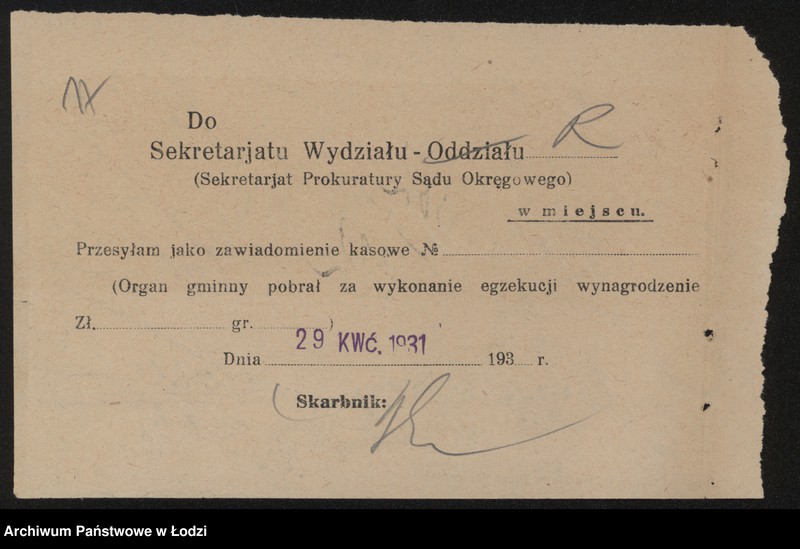 Do
Sekretarjatu Wydziału - Oddziału R
(Sekretarjat Prokuratury Sądu Okręgowego)
w miejscu.
Przesyłam jako zawiadomienie kasowe №
(Organ gminny pobrał za wykonanie egzekucji wynagrodzenie
Zł. gr. )
29 KWĆ. 1931
Dnia 193 r.
Skarbnik:
Archiwum Państwowe w Łodzi